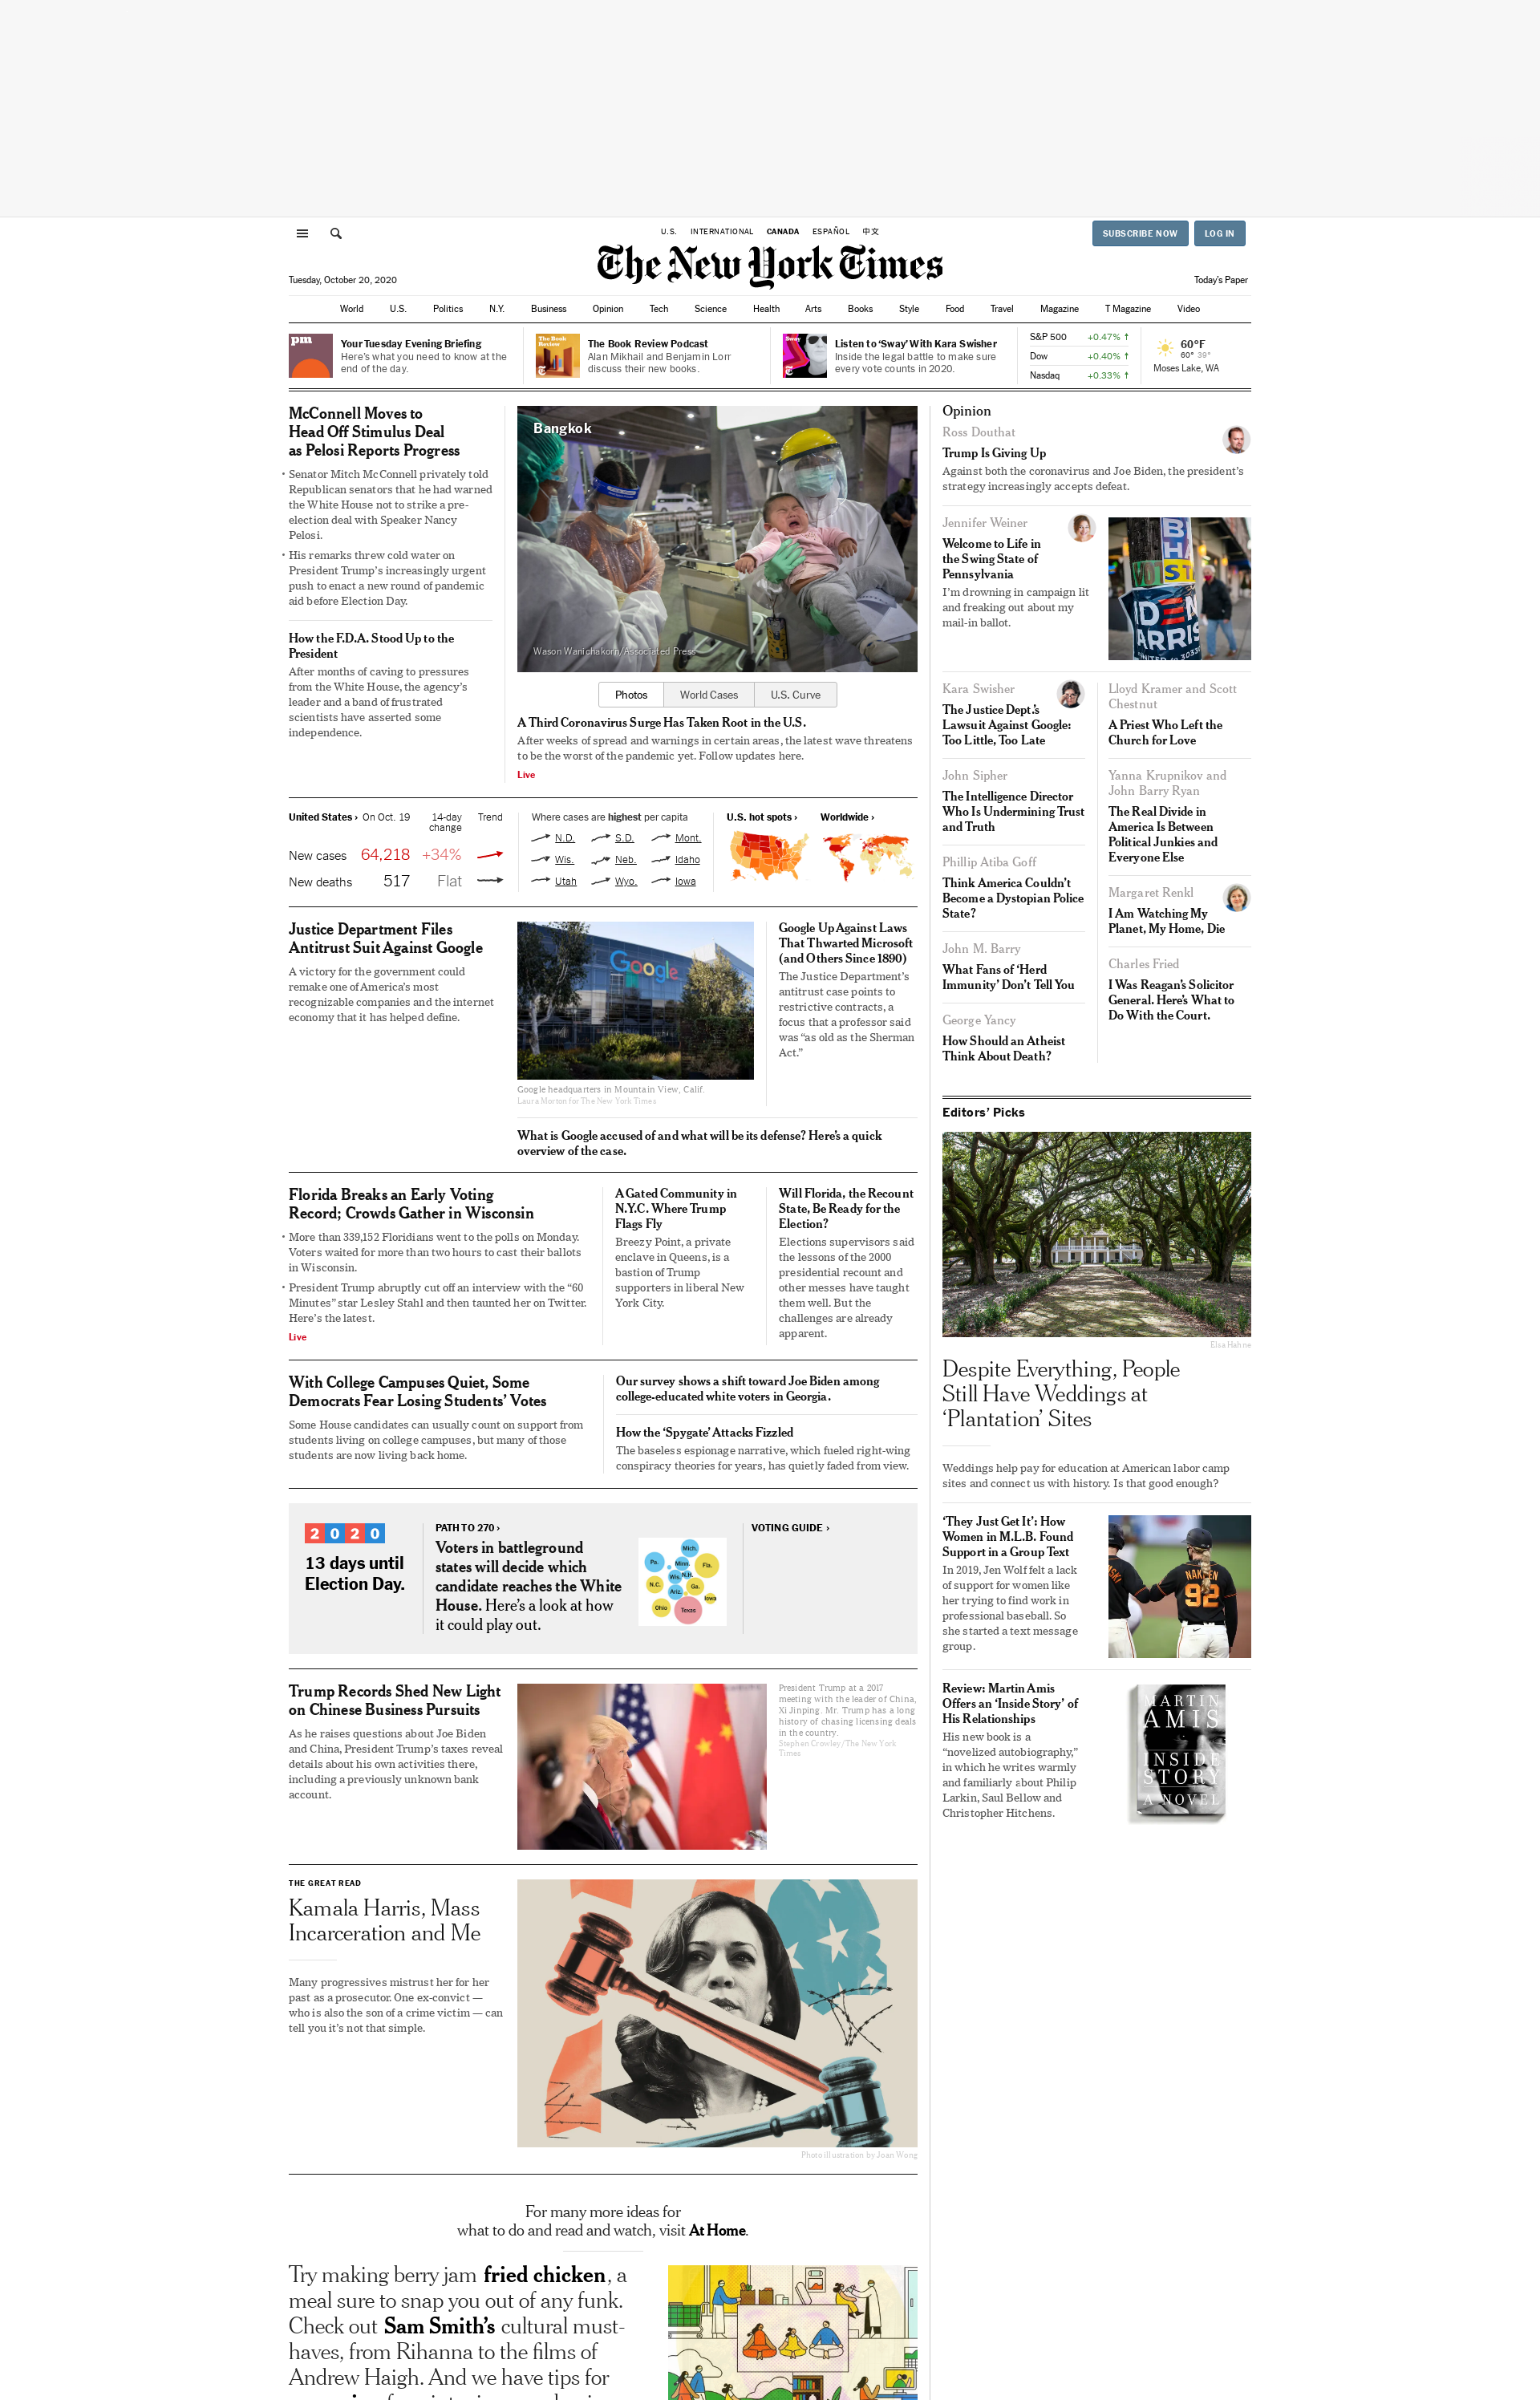 U.S. INTERNATIONAL CANADA ESPAÑOL 中文
SUBSCRIBE NOW LOG IN
The New York Times
Tuesday, October 20, 2020
Today's Paper
World U.S. Politics N.Y. Business Opinion Tech Science Health Arts Books Style Food Travel Magazine T Magazine Video
pm
Your Tuesday Evening Briefing
Here's what you need to know at the
end of the day.
The Book
Review
The Book Review Podcast
Alan Mikhail and Benjamin Lorr
discuss their new books.
Sway
Listen to 'Sway' With Kara Swisher
Inside the legal battle to make sure
every vote counts in 2020.
S&P 500 +0.47%
Dow +0.40%
Nasdaq +0.33%
60°F
60° 39°
Moses Lake, WA
McConnell Moves to
Head Off Stimulus Deal
as Pelosi Reports Progress
• Senator Mitch McConnell privately told
Republican senators that he had warned
the White House not to strike a pre-
election deal with Speaker Nancy
Pelosi.
• His remarks threw cold water on
President Trump's increasingly urgent
push to enact a new round of pandemic
aid before Election Day.
How the F.D.A. Stood Up to the
President
After months of caving to pressures
from the White House, the agency's
leader and a band of frustrated
scientists have asserted some
independence.
Bangkok
Wason Wanichakorn/Associated Press
Photos World Cases U.S. Curve
A Third Coronavirus Surge Has Taken Root in the U.S.
After weeks of spread and warnings in certain areas, the latest wave threatens
to be the worst of the pandemic yet. Follow updates here.
Live
United States › On Oct. 19 14-day
change Trend
New cases 64,218 +34%
New deaths 517 Flat
Where cases are highest per capita
N.D. S.D. Mont.
Wis. Neb. Idaho
Utah Wyo. Iowa
U.S. hot spots › Worldwide ›
Justice Department Files
Antitrust Suit Against Google
A victory for the government could
remake one of America's most
recognizable companies and the internet
economy that it has helped define.
Google
Google headquarters in Mountain View, Calif.
Laura Morton for The New York Times
Google Up Against Laws
That Thwarted Microsoft
(and Others Since 1890)
The Justice Department's
antitrust case points to
restrictive contracts, a
focus that a professor said
was “as old as the Sherman
Act.”
What is Google accused of and what will be its defense? Here's a quick
overview of the case.
Florida Breaks an Early Voting
Record; Crowds Gather in Wisconsin
• More than 339,152 Floridians went to the polls on Monday.
Voters waited for more than two hours to cast their ballots
in Wisconsin.
• President Trump abruptly cut off an interview with the “60
Minutes” star Lesley Stahl and then taunted her on Twitter.
Here's the latest.
Live
A Gated Community in
N.Y.C. Where Trump
Flags Fly
Breezy Point, a private
enclave in Queens, is a
bastion of Trump
supporters in liberal New
York City.
Will Florida, the Recount
State, Be Ready for the
Election?
Elections supervisors said
the lessons of the 2000
presidential recount and
other messes have taught
them well. But the
challenges are already
apparent.
With College Campuses Quiet, Some
Democrats Fear Losing Students' Votes
Some House candidates can usually count on support from
students living on college campuses, but many of those
students are now living back home.
Our survey shows a shift toward Joe Biden among
college-educated white voters in Georgia.
How the 'Spygate' Attacks Fizzled
The baseless espionage narrative, which fueled right-wing
conspiracy theories for years, has quietly faded from view.
2020
13 days until
Election Day.
PATH TO 270 ›
Voters in battleground
states will decide which
candidate reaches the White
House. Here's a look at how
it could play out.
Mich.
Pa. Minn. Fla.
Wis. N.H.
N.C. Ariz. Ga.
Iowa
Ohio Texas
VOTING GUIDE ›
Trump Records Shed New Light
on Chinese Business Pursuits
As he raises questions about Joe Biden
and China, President Trump's taxes reveal
details about his own activities there,
including a previously unknown bank
account.
President Trump at a 2017
meeting with the leader of China,
Xi Jinping. Mr. Trump has a long
history of chasing licensing deals
in the country.
Stephen Crowley/The New York
Times
THE GREAT READ
Kamala Harris, Mass
Incarceration and Me
Many progressives mistrust her for her
past as a prosecutor. One ex-convict —
who is also the son of a crime victim — can
tell you it's not that simple.
Photo illustration by Joan Wong
For many more ideas for
what to do and read and watch, visit At Home.
Try making berry jam fried chicken, a
meal sure to snap you out of any funk.
Check out Sam Smith's cultural must-
haves, from Rihanna to the films of
Andrew Haigh. And we have tips for
Opinion
Ross Douthat
Trump Is Giving Up
Against both the coronavirus and Joe Biden, the president's
strategy increasingly accepts defeat.
Jennifer Weiner
Welcome to Life in
the Swing State of
Pennsylvania
I'm drowning in campaign lit
and freaking out about my
mail-in ballot.
Kara Swisher
The Justice Dept.'s
Lawsuit Against Google:
Too Little, Too Late
John Sipher
The Intelligence Director
Who Is Undermining Trust
and Truth
Phillip Atiba Goff
Think America Couldn't
Become a Dystopian Police
State?
John M. Barry
What Fans of 'Herd
Immunity' Don't Tell You
George Yancy
How Should an Atheist
Think About Death?
Lloyd Kramer and Scott
Chestnut
A Priest Who Left the
Church for Love
Yanna Krupnikov and
John Barry Ryan
The Real Divide in
America Is Between
Political Junkies and
Everyone Else
Margaret Renkl
I Am Watching My
Planet, My Home, Die
Charles Fried
I Was Reagan's Solicitor
General. Here's What to
Do With the Court.
Editors' Picks
Elsa Hahne
Despite Everything, People
Still Have Weddings at
'Plantation' Sites
Weddings help pay for education at American labor camp
sites and connect us with history. Is that good enough?
'They Just Get It': How
Women in M.L.B. Found
Support in a Group Text
In 2019, Jen Wolf felt a lack
of support for women like
her trying to find work in
professional baseball. So
she started a text message
group.
NAKKEN
92
Review: Martin Amis
Offers an 'Inside Story' of
His Relationships
His new book is a
“novelized autobiography,”
in which he writes warmly
and familiarly about Philip
Larkin, Saul Bellow and
Christopher Hitchens.
MARTIN
AMIS
INSIDE
STORY
A NOVEL